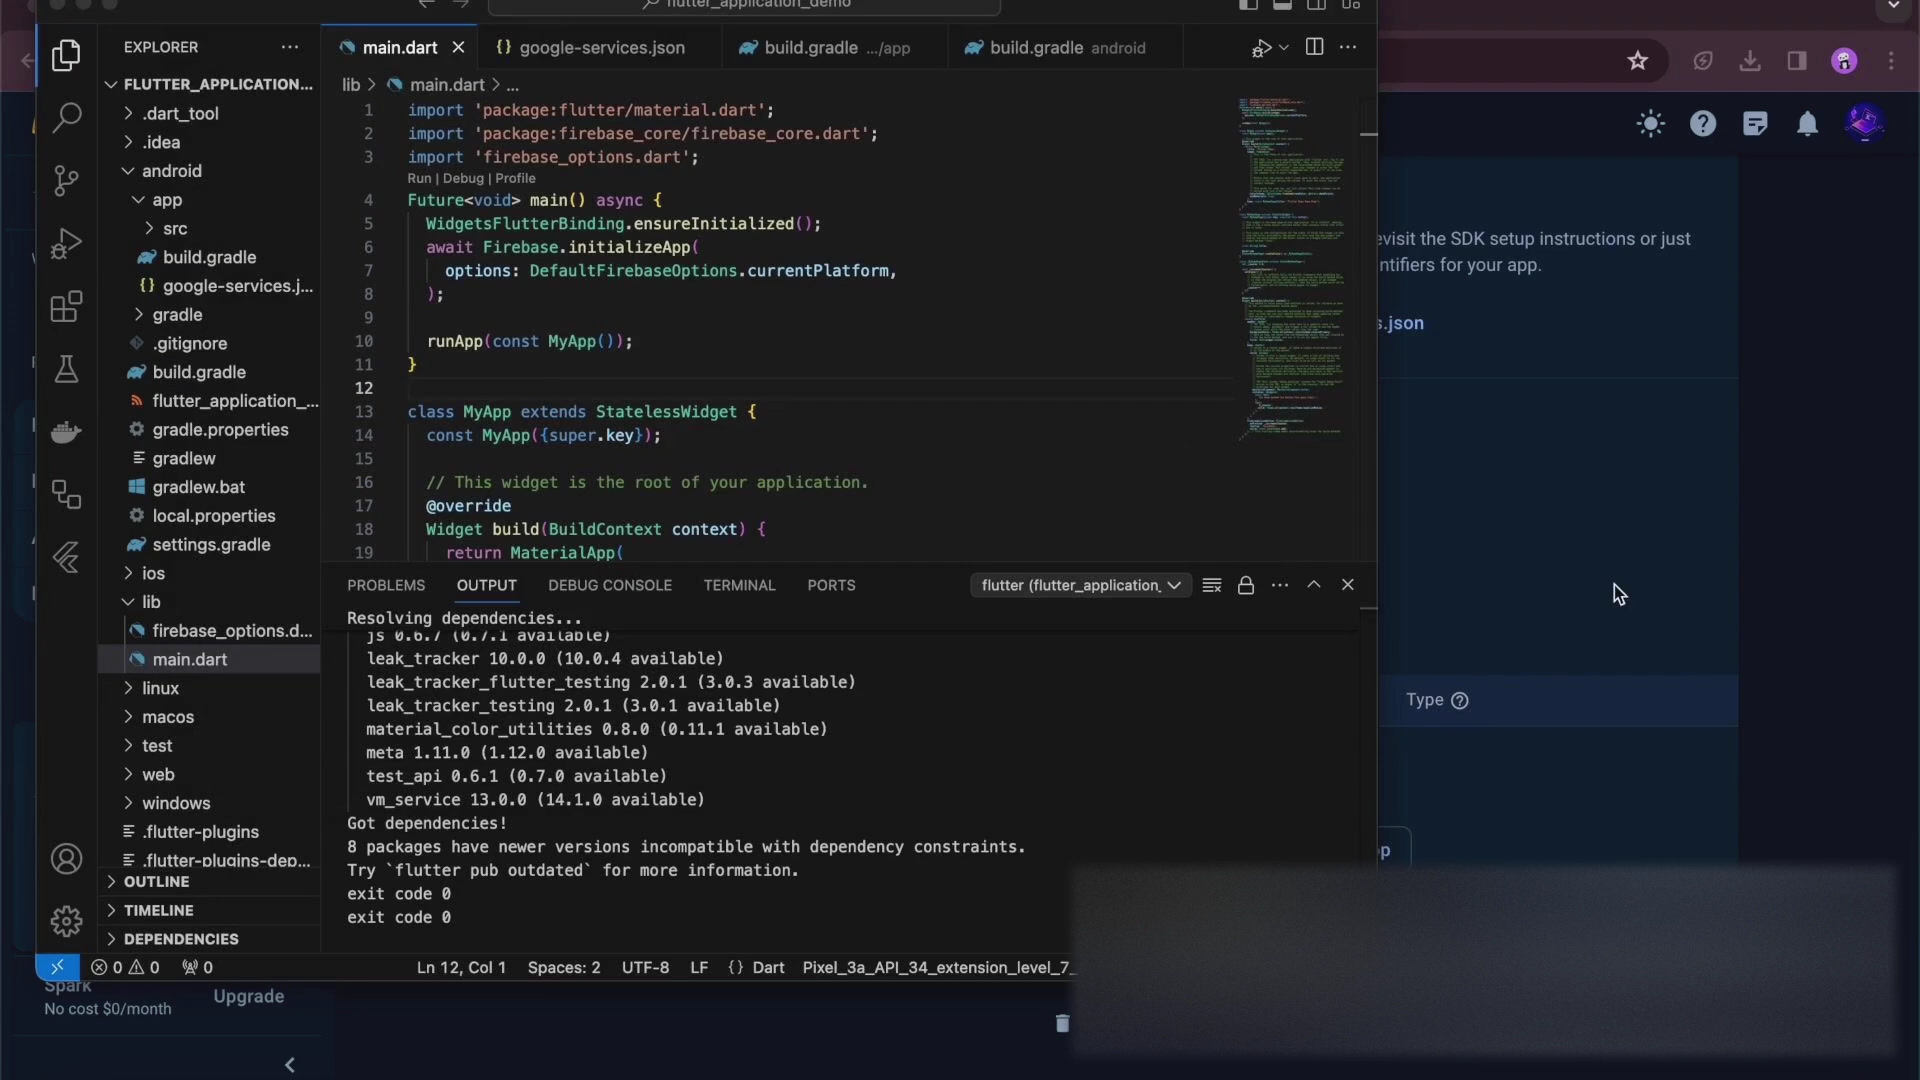 flutter_application_demo
EXPLORER
main.dart
google-services.json
build.gradle .../app
build.gradle android
FLUTTER_APPLICATION...
.dart_tool
.idea
android
app
src
build.gradle
google-services.j...
gradle
.gitignore
build.gradle
flutter_application_...
gradle.properties
gradlew
gradlew.bat
local.properties
settings.gradle
ios
lib
firebase_options.d...
main.dart
linux
macos
test
web
windows
.flutter-plugins
.flutter-plugins-dep...
OUTLINE
TIMELINE
DEPENDENCIES
lib > main.dart > ...
1 import 'package:flutter/material.dart';
2 import 'package:firebase_core/firebase_core.dart';
3 import 'firebase_options.dart';
Run | Debug | Profile
4 Future<void> main() async {
5 WidgetsFlutterBinding.ensureInitialized();
6 await Firebase.initializeApp(
7 options: DefaultFirebaseOptions.currentPlatform,
8 );
9
10 runApp(const MyApp());
11 }
12
13 class MyApp extends StatelessWidget {
14 const MyApp({super.key});
15
16 // This widget is the root of your application.
17 @override
18 Widget build(BuildContext context) {
19 return MaterialApp(
PROBLEMS OUTPUT DEBUG CONSOLE TERMINAL PORTS
flutter (flutter_application_
Resolving dependencies...
js 0.6.7 (0.7.1 available)
leak_tracker 10.0.0 (10.0.4 available)
leak_tracker_flutter_testing 2.0.1 (3.0.3 available)
leak_tracker_testing 2.0.1 (3.0.1 available)
material_color_utilities 0.8.0 (0.11.1 available)
meta 1.11.0 (1.12.0 available)
test_api 0.6.1 (0.7.0 available)
vm_service 13.0.0 (14.1.0 available)
Got dependencies!
8 packages have newer versions incompatible with dependency constraints.
Try `flutter pub outdated` for more information.
exit code 0
exit code 0
0 0 0
Ln 12, Col 1 Spaces: 2 UTF-8 LF {} Dart Pixel_3a_API_34_extension_level_7_
evisit the SDK setup instructions or just
ntifiers for your app.
s.json
Type
op
Spark
No cost $0/month
Upgrade